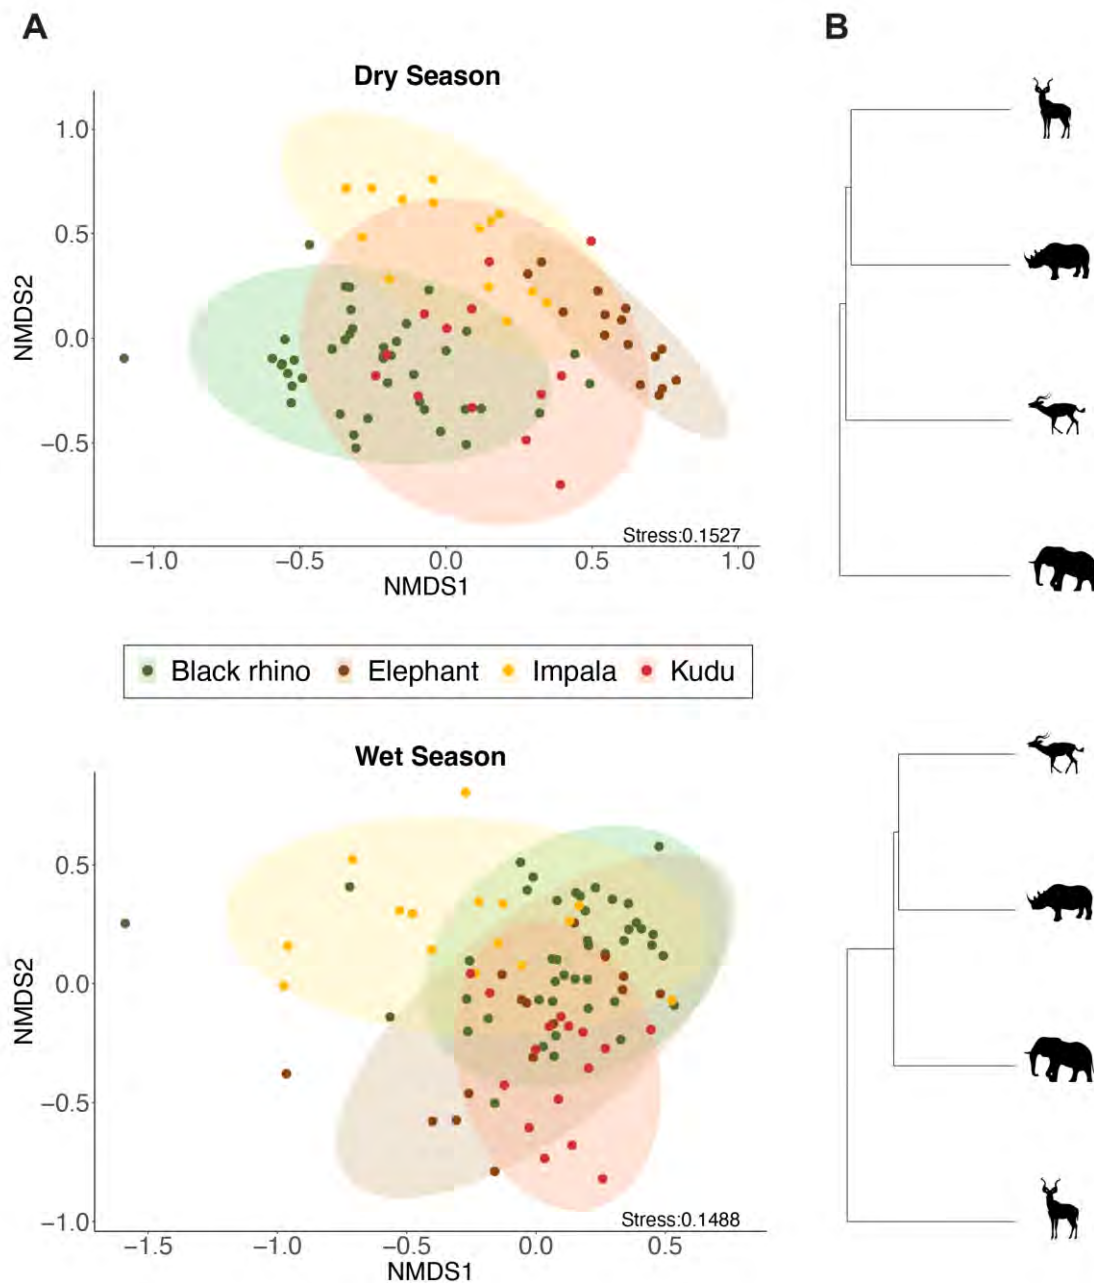 A
B
Dry Season
1.0
0.5
0.0
−0.5
NMDS2
Stress:0.1527
−1.0 −0.5 0.0 0.5 1.0
NMDS1
Black rhino Elephant Impala Kudu
Wet Season
0.5
0.0
−0.5
−1.0
NMDS2
Stress:0.1488
−1.5 −1.0 −0.5 0.0 0.5
NMDS1